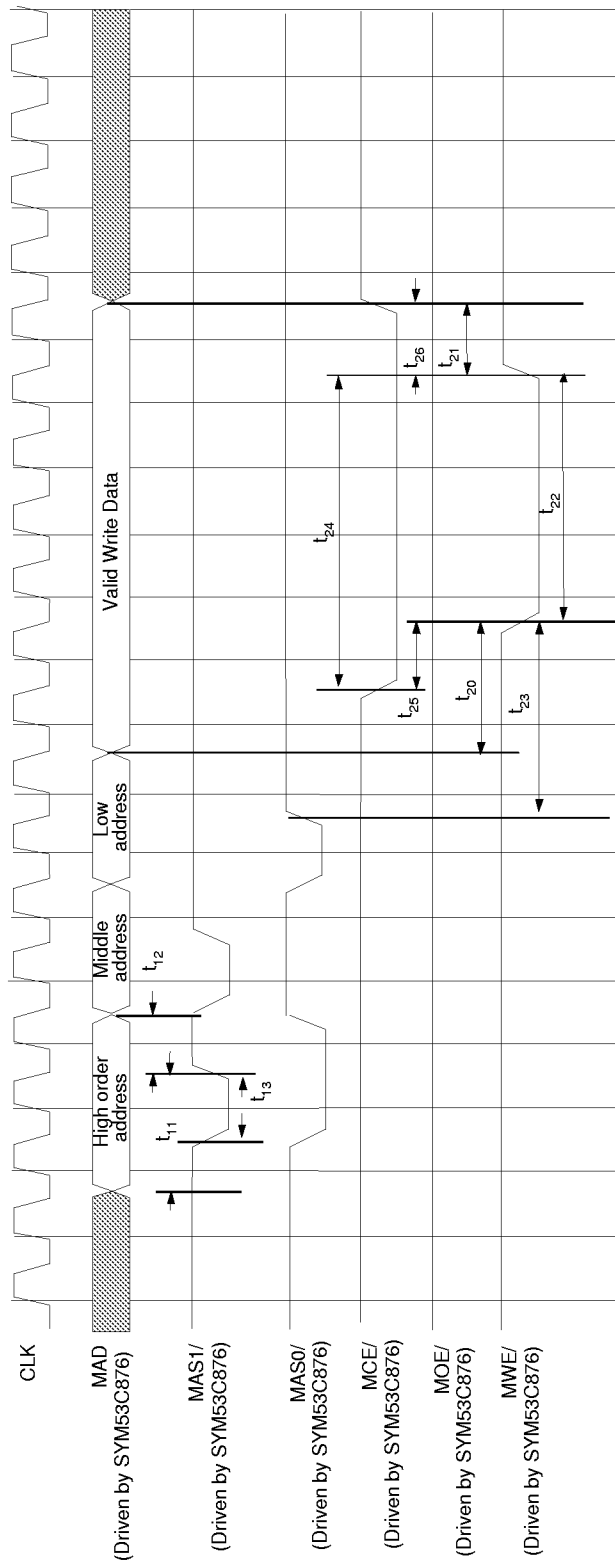 CLK
MAD
(Driven by SYM53C876)
High order
address
Middle
address
Low
address
Valid Write Data
MAS1/
(Driven by SYM53C876)
t11
t13
t12
MAS0/
(Driven by SYM53C876)
t24
MCE/
(Driven by SYM53C876)
t25
t26
MOE/
(Driven by SYM53C876)
t20
t21
MWE/
(Driven by SYM53C876)
t23
t22